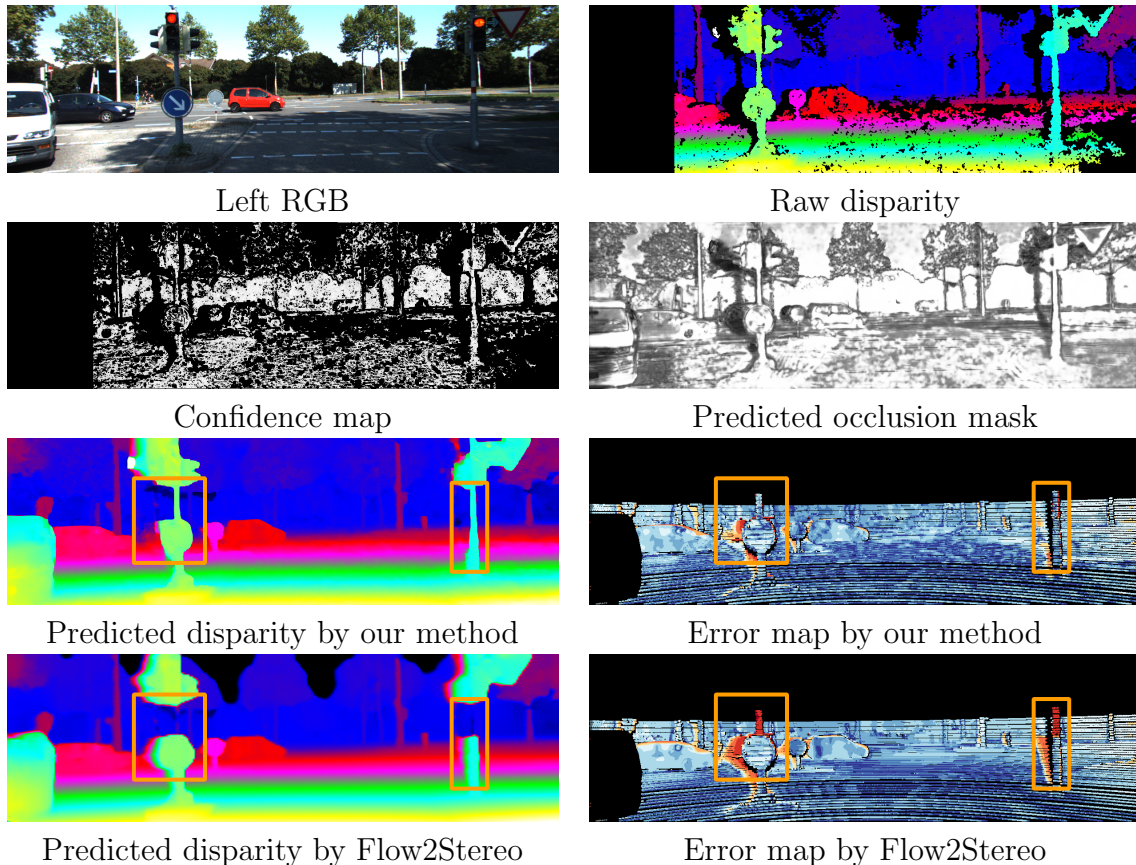 Left RGB
Raw disparity
Confidence map
Predicted occlusion mask
Predicted disparity by our method
Error map by our method
Predicted disparity by Flow2Stereo
Error map by Flow2Stereo